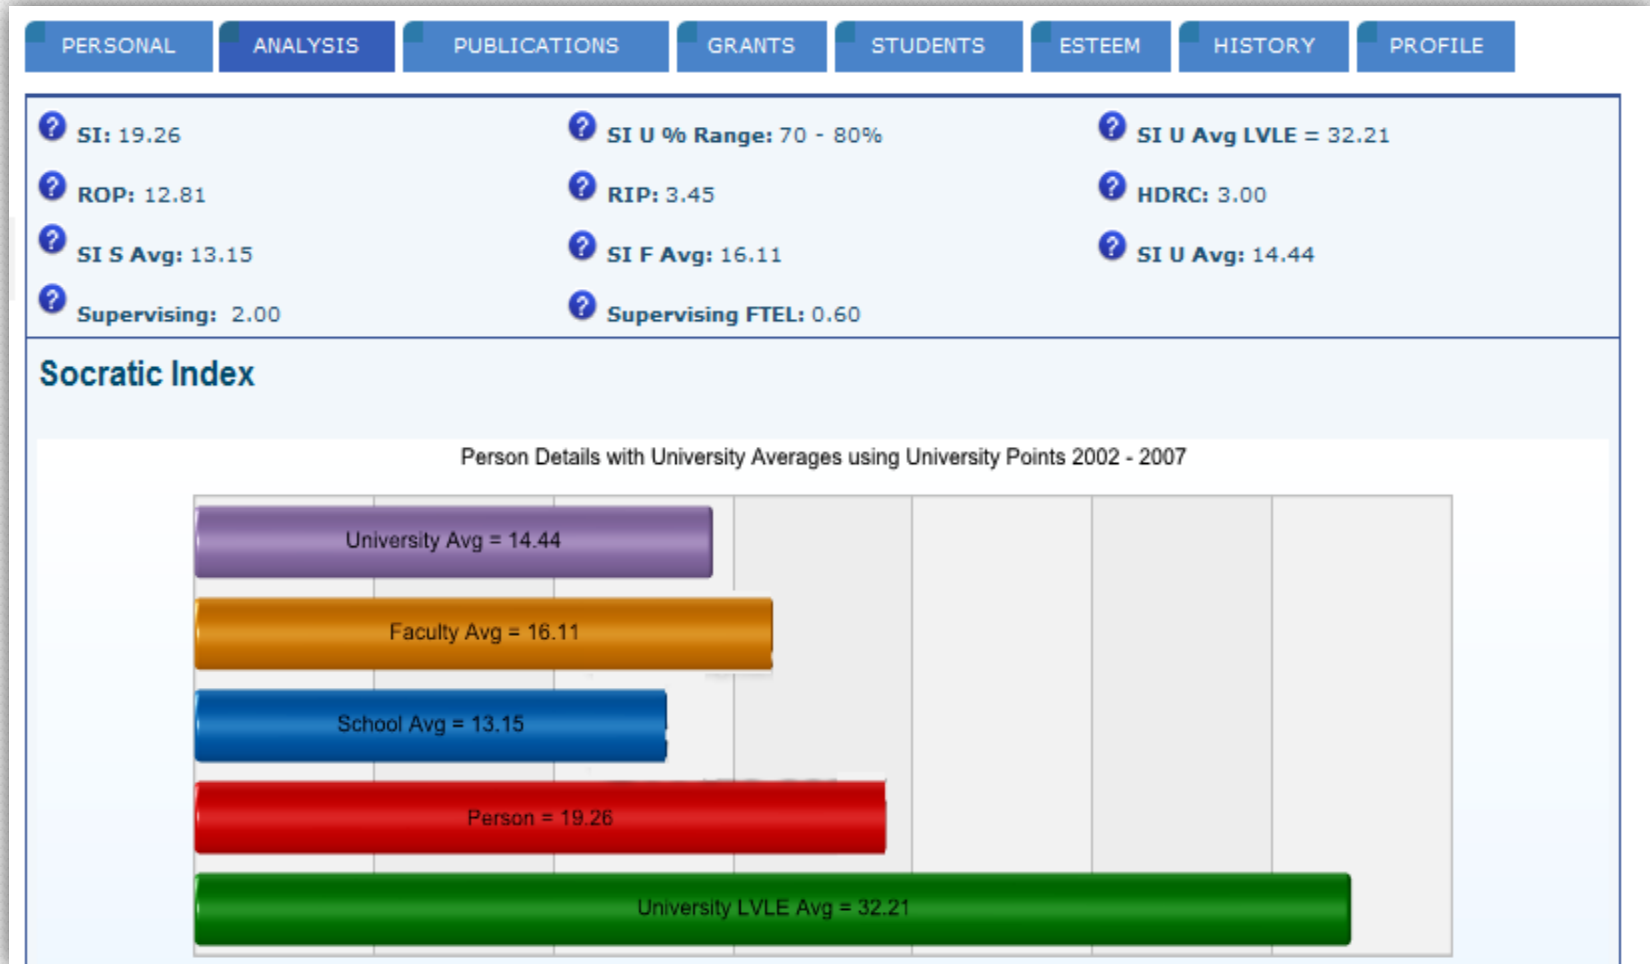 PERSONAL ANALYSIS PUBLICATIONS GRANTS STUDENTS ESTEEM HISTORY PROFILE
? SI: 19.26 ? SI U % Range: 70 - 80% ? SI U Avg LVLE = 32.21
? ROP: 12.81 ? RIP: 3.45 ? HDRC: 3.00
? SI S Avg: 13.15 ? SI F Avg: 16.11 ? SI U Avg: 14.44
? Supervising: 2.00 ? Supervising FTEL: 0.60
Socratic Index
Person Details with University Averages using University Points 2002 - 2007
University Avg = 14.44
Faculty Avg = 16.11
School Avg = 13.15
Person = 19.26
University LVLE Avg = 32.21